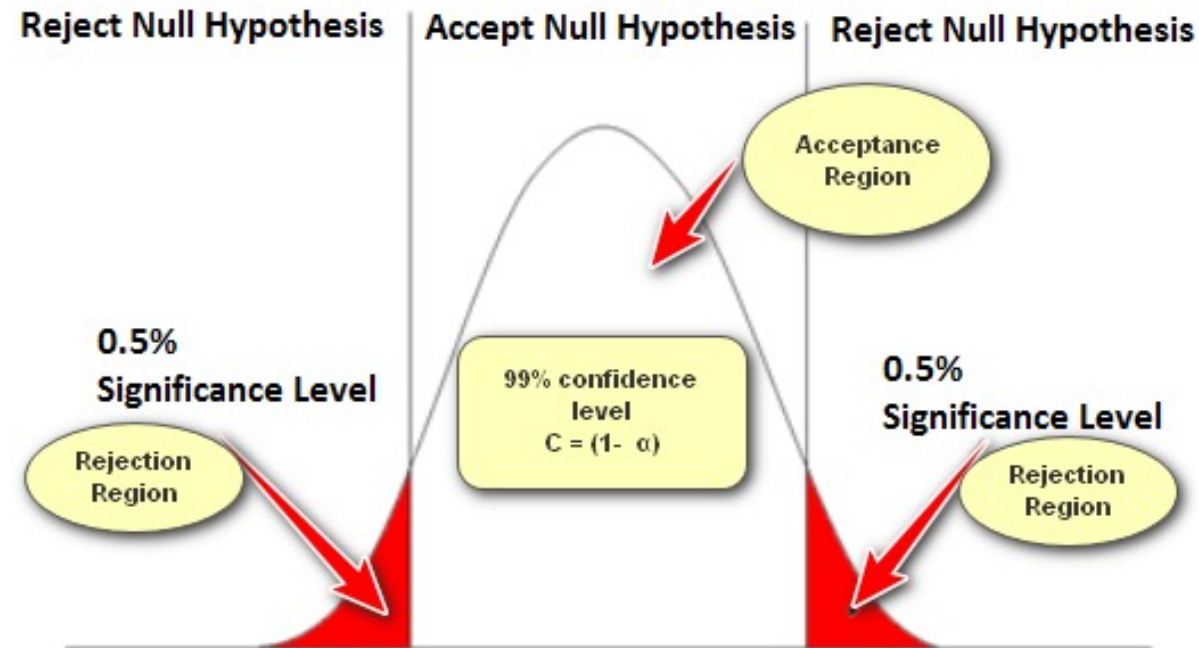 Reject Null Hypothesis
Accept Null Hypothesis
Reject Null Hypothesis
Acceptance
Region
0.5%
Significance Level
99% confidence
level
C = (1- α)
0.5%
Significance Level
Rejection
Region
Rejection
Region